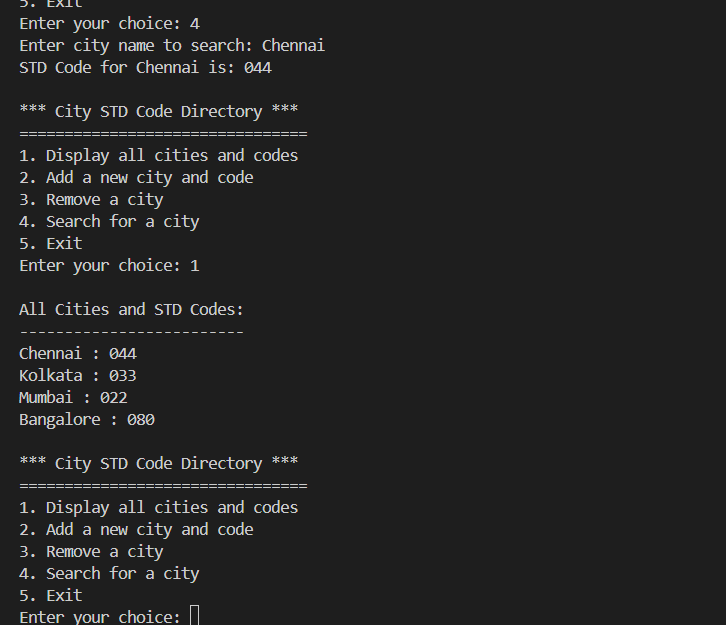 5. Exit
Enter your choice: 4
Enter city name to search: Chennai
STD Code for Chennai is: 044
*** City STD Code Directory ***
================================
1. Display all cities and codes
2. Add a new city and code
3. Remove a city
4. Search for a city
5. Exit
Enter your choice: 1
All Cities and STD Codes:
-------------------------
Chennai : 044
Kolkata : 033
Mumbai : 022
Bangalore : 080
*** City STD Code Directory ***
================================
1. Display all cities and codes
2. Add a new city and code
3. Remove a city
4. Search for a city
5. Exit
Enter your choice: